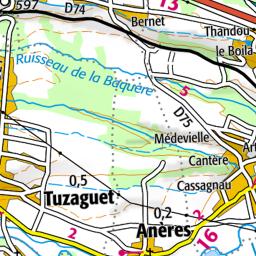 597
D74
Bernet
13
Thandou
le Boila
Ruisseau de la Baquère
5
D75
Médevielle
Cantère
Cassagnau
0,5
Tuzaguet
0,2
2
Anères
2
16